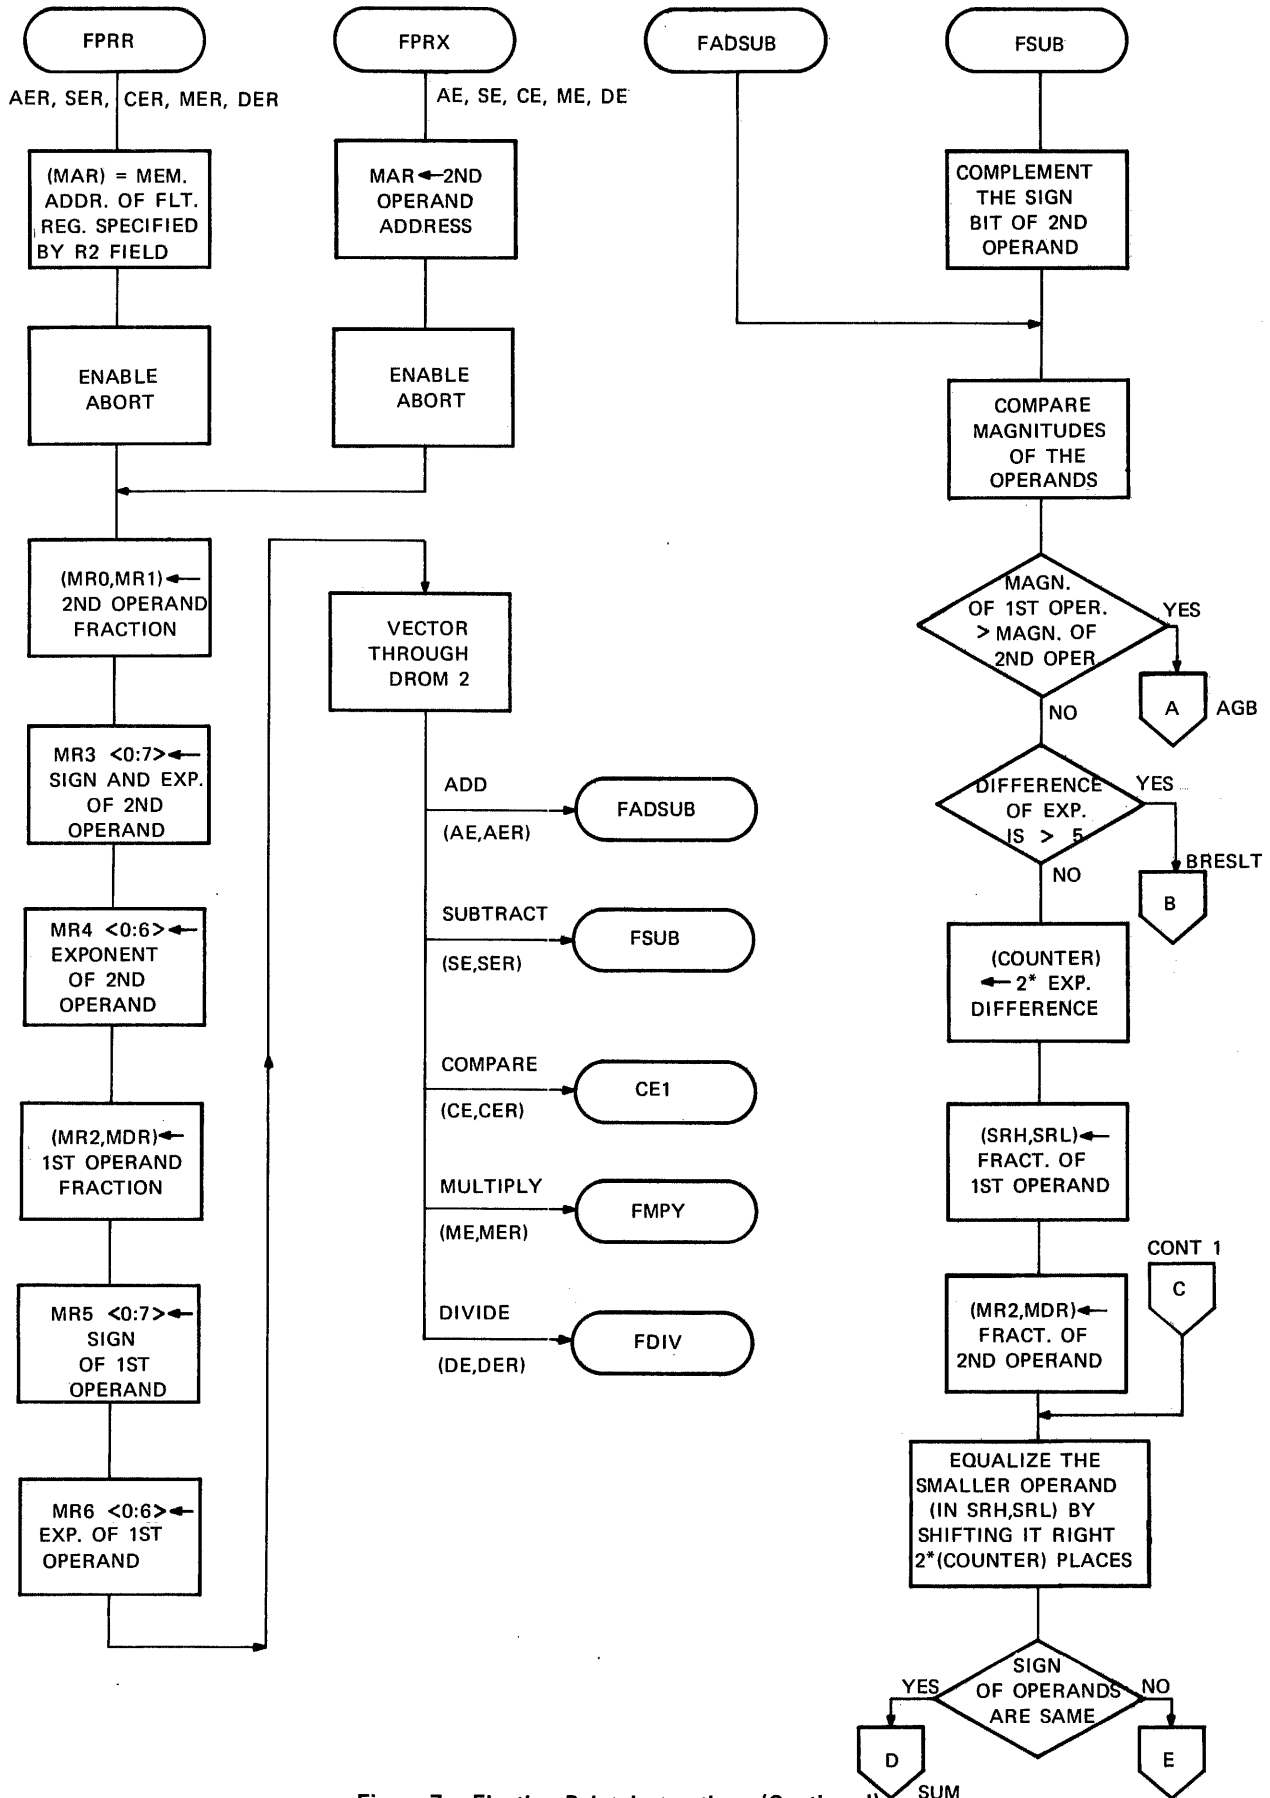 FPRR
AER, SER, CER, MER, DER
(MAR) = MEM.
ADDR. OF FLT.
REG. SPECIFIED
BY R2 FIELD
ENABLE
ABORT
(MR0,MR1)←
2ND OPERAND
FRACTION
MR3 <0:7>←
SIGN AND EXP.
OF 2ND
OPERAND
MR4 <0:6>←
EXPONENT
OF 2ND
OPERAND
(MR2,MDR)←
1ST OPERAND
FRACTION
MR5 <0:7>←
SIGN
OF 1ST
OPERAND
MR6 <0:6>←
EXP. OF 1ST
OPERAND
FPRX
AE, SE, CE, ME, DE
MAR←2ND
OPERAND
ADDRESS
ENABLE
ABORT
VECTOR
THROUGH
DROM 2
ADD
(AE,AER)
FADSUB
SUBTRACT
(SE,SER)
FSUB
COMPARE
(CE,CER)
CE1
MULTIPLY
(ME,MER)
FMPY
DIVIDE
(DE,DER)
FDIV
FADSUB
FSUB
COMPLEMENT
THE SIGN
BIT OF 2ND
OPERAND
COMPARE
MAGNITUDES
OF THE
OPERANDS
MAGN.
OF 1ST OPER.
> MAGN. OF
2ND OPER.
YES
A
AGB
NO
DIFFERENCE
OF EXP.
IS > 5
YES
BRESLT
B
NO
(COUNTER)
← 2* EXP.
DIFFERENCE
(SRH,SRL)←
FRACT. OF
1ST OPERAND
CONT 1
C
(MR2,MDR)←
FRACT. OF
2ND OPERAND
EQUALIZE THE
SMALLER OPERAND
(IN SRH,SRL) BY
SHIFTING IT RIGHT
2*(COUNTER) PLACES
SIGN
OF OPERANDS
ARE SAME
YES
NO
D
SUM
E